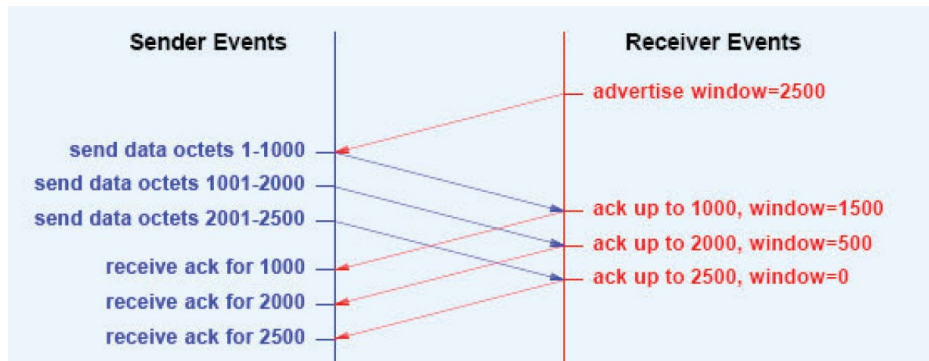 Sender Events
Receiver Events
advertise window=2500
send data octets 1-1000
send data octets 1001-2000
send data octets 2001-2500
ack up to 1000, window=1500
ack up to 2000, window=500
ack up to 2500, window=0
receive ack for 1000
receive ack for 2000
receive ack for 2500